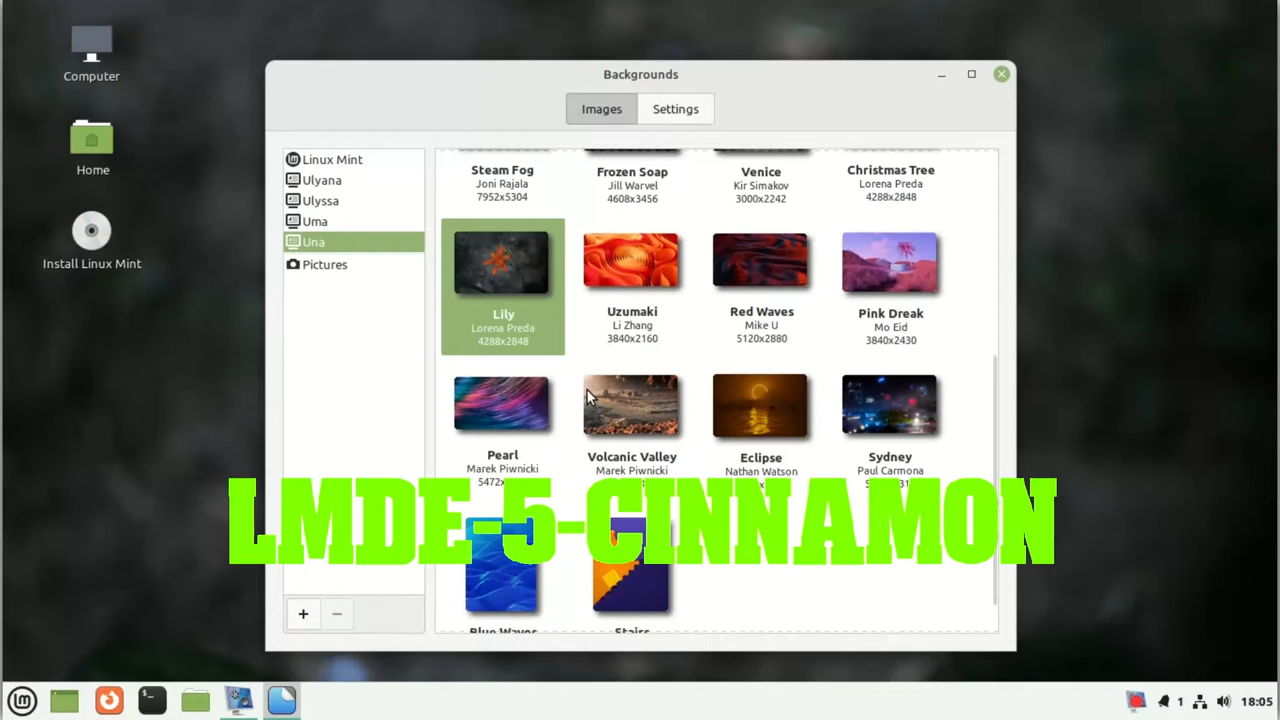 Computer
Home
Install Linux Mint
Backgrounds
Images Settings
Linux Mint
Ulyana
Ulyssa
Uma
Una
Pictures
Steam Fog Frozen Soap Venice Christmas Tree
Joni Rajala Jill Warvel Kir Simakov Lorena Preda
7952x5304 4608x3456 3000x2242 4288x2848
Lily Uzumaki Red Waves Pink Dreak
Lorena Preda Li Zhang Mike U Mo Eid
4288x2848 3840x2160 5120x2880 3840x2430
Pearl Volcanic Valley Eclipse Sydney
Marek Piwnicki Marek Piwnicki Nathan Watson Paul Carmona
LMDE-5-CINNAMON
Blue Waves Stairs
1 18:05